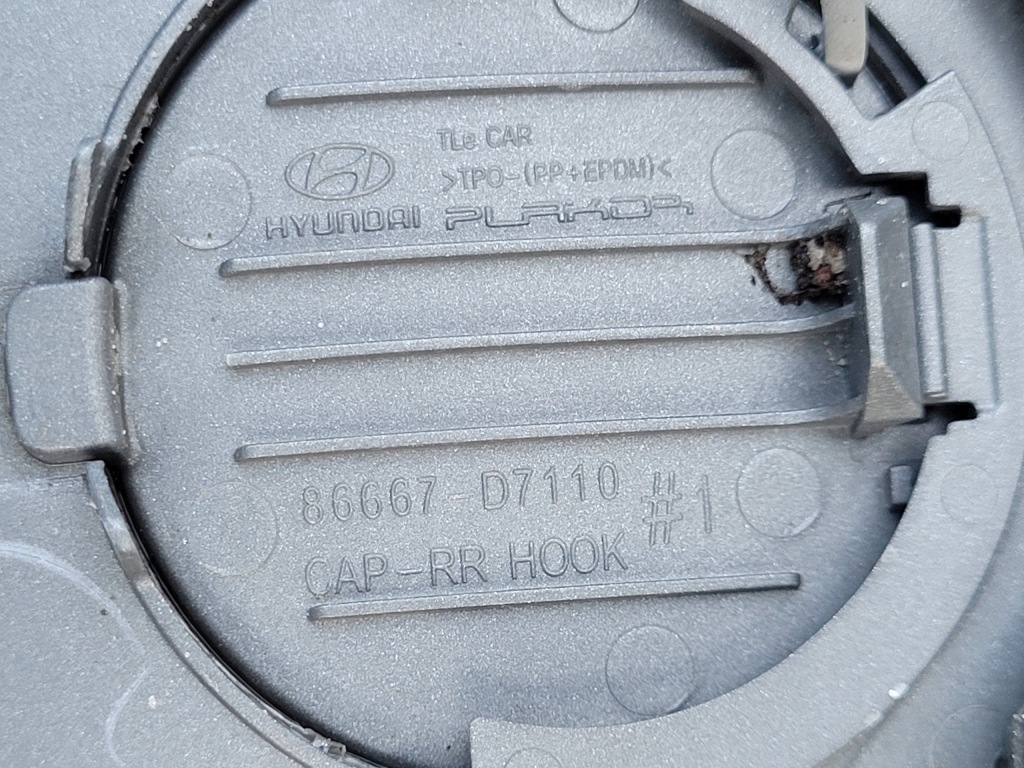 TLe CAR
>TPO-(PP+EPDM)<
HYUNDAI PLAKOR
86667-D7110 #1
CAP-RR HOOK